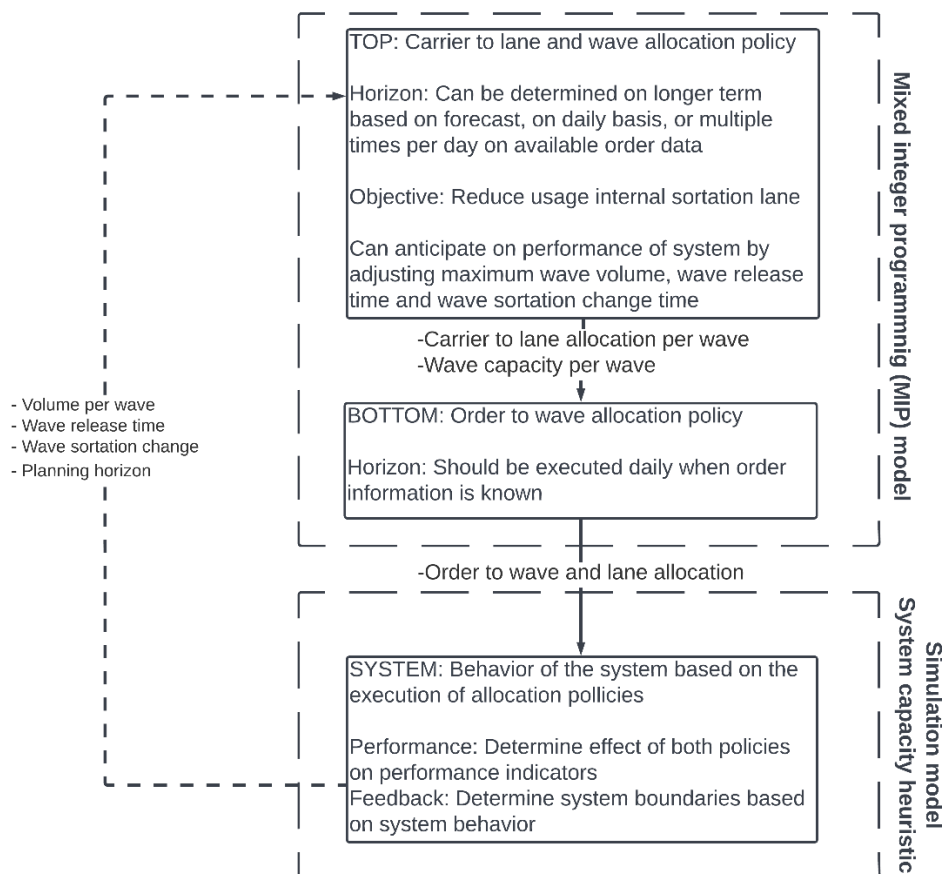 TOP: Carrier to lane and wave allocation policy
Horizon: Can be determined on longer term
based on forecast, on daily basis, or multiple
times per day on available order data
Objective: Reduce usage internal sortation lane
Can anticipate on performance of system by
adjusting maximum wave volume, wave release
time and wave sortation change time
-Carrier to lane allocation per wave
-Wave capacity per wave
BOTTOM: Order to wave allocation policy
Horizon: Should be executed daily when order
information is known
Mixed integer programmnig (MIP) model
- Volume per wave
- Wave release time
- Wave sortation change
- Planning horizon
-Order to wave and lane allocation
SYSTEM: Behavior of the system based on the
execution of allocation pollicies
Performance: Determine effect of both policies
on performance indicators
Feedback: Determine system boundaries based
on system behavior
Simulation model
System capacity heuristic